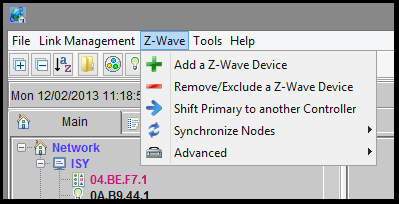 File Link Management Z-Wave Tools Help
Add a Z-Wave Device
Mon 12/02/2013 11:18:5
Remove/Exclude a Z-Wave Device
Shift Primary to another Controller
Main
Synchronize Nodes
Network
Advanced
ISY
04.BE.F7.1
0A.B9.44.1